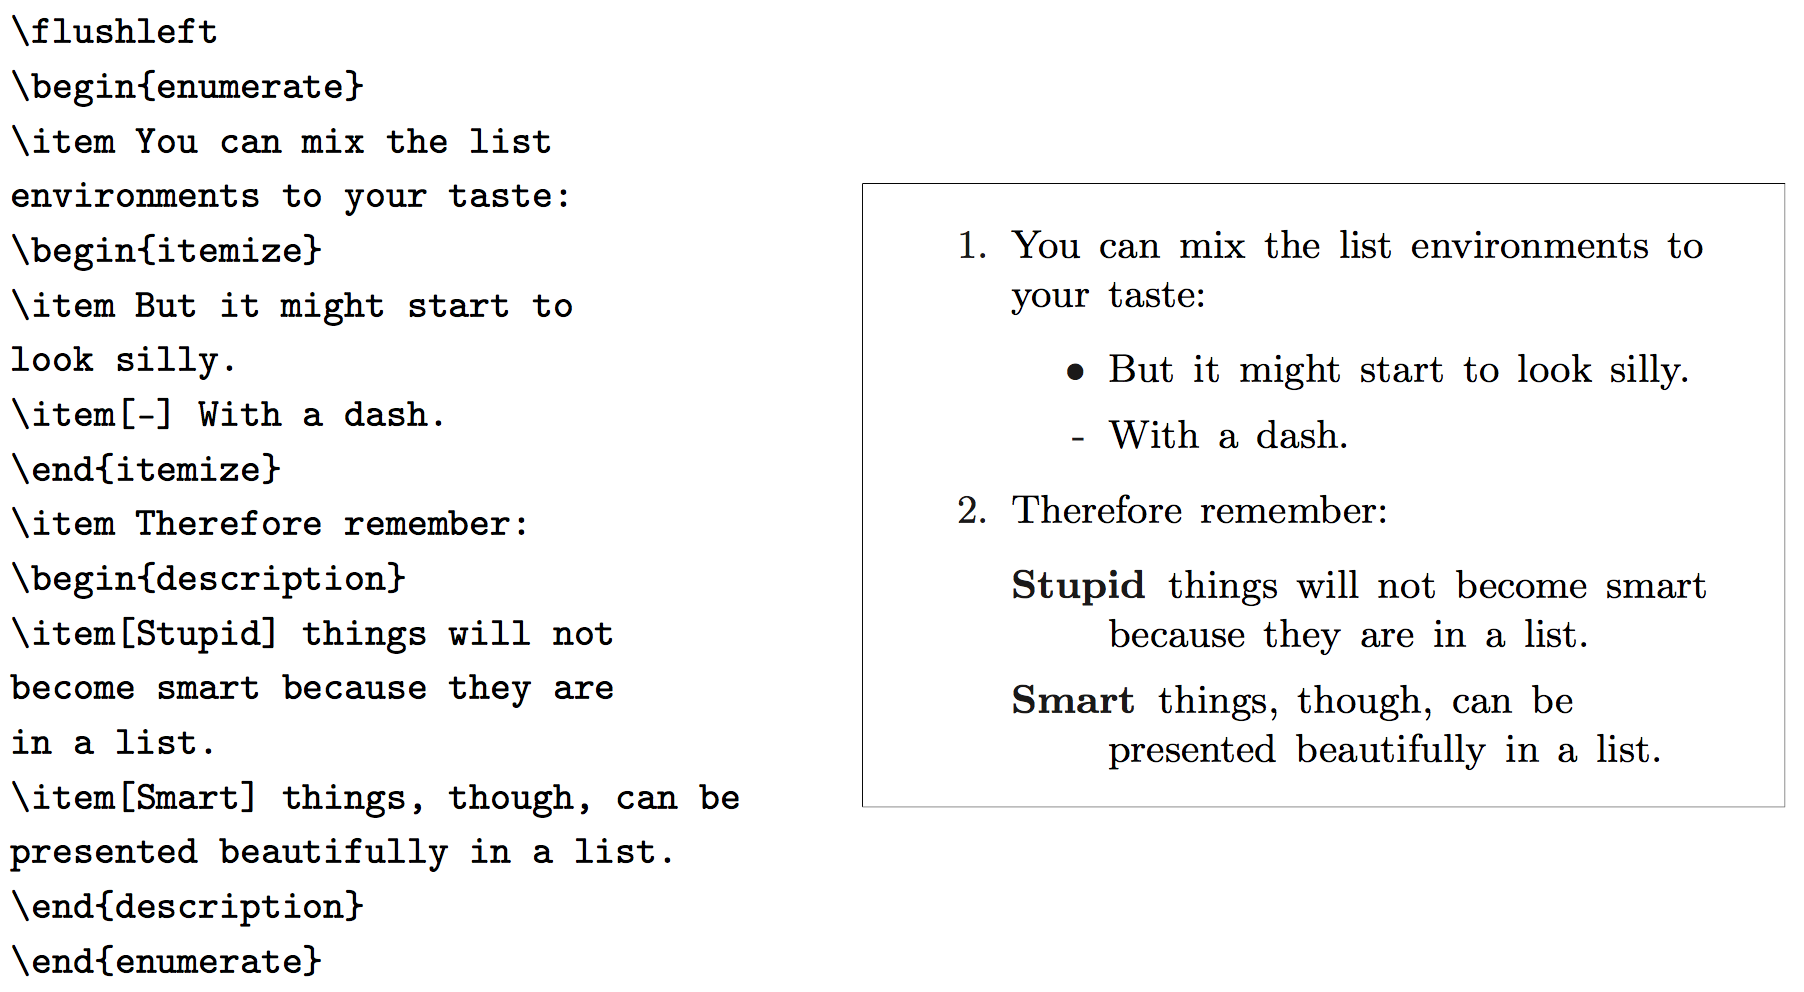 \flushleft
\begin{enumerate}
\item You can mix the list
environments to your taste:
\begin{itemize}
\item But it might start to
look silly.
\item[-] With a dash.
\end{itemize}
\item Therefore remember:
\begin{description}
\item[Stupid] things will not
become smart because they are
in a list.
\item[Smart] things, though, can be
presented beautifully in a list.
\end{description}
\end{enumerate}
1. You can mix the list environments to
your taste:
• But it might start to look silly.
- With a dash.
2. Therefore remember:
Stupid things will not become smart
because they are in a list.
Smart things, though, can be
presented beautifully in a list.